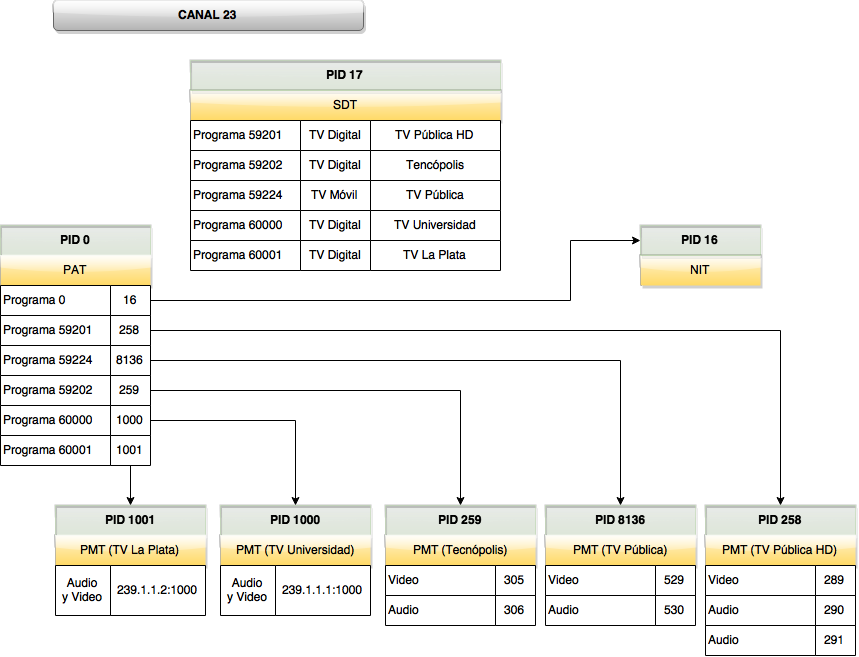 CANAL 23
PID 17
SDT
Programa 59201 TV Digital TV Pública HD
Programa 59202 TV Digital Tencópolis
Programa 59224 TV Móvil TV Pública
Programa 60000 TV Digital TV Universidad
Programa 60001 TV Digital TV La Plata
PID 0
PAT
Programa 0 16
Programa 59201 258
Programa 59224 8136
Programa 59202 259
Programa 60000 1000
Programa 60001 1001
PID 16
NIT
PID 1001
PMT (TV La Plata)
Audio
y Video
239.1.1.2:1000
PID 1000
PMT (TV Universidad)
Audio
y Video
239.1.1.1:1000
PID 259
PMT (Tecnópolis)
Video 305
Audio 306
PID 8136
PMT (TV Pública)
Video 529
Audio 530
PID 258
PMT (TV Pública HD)
Video 289
Audio 290
Audio 291